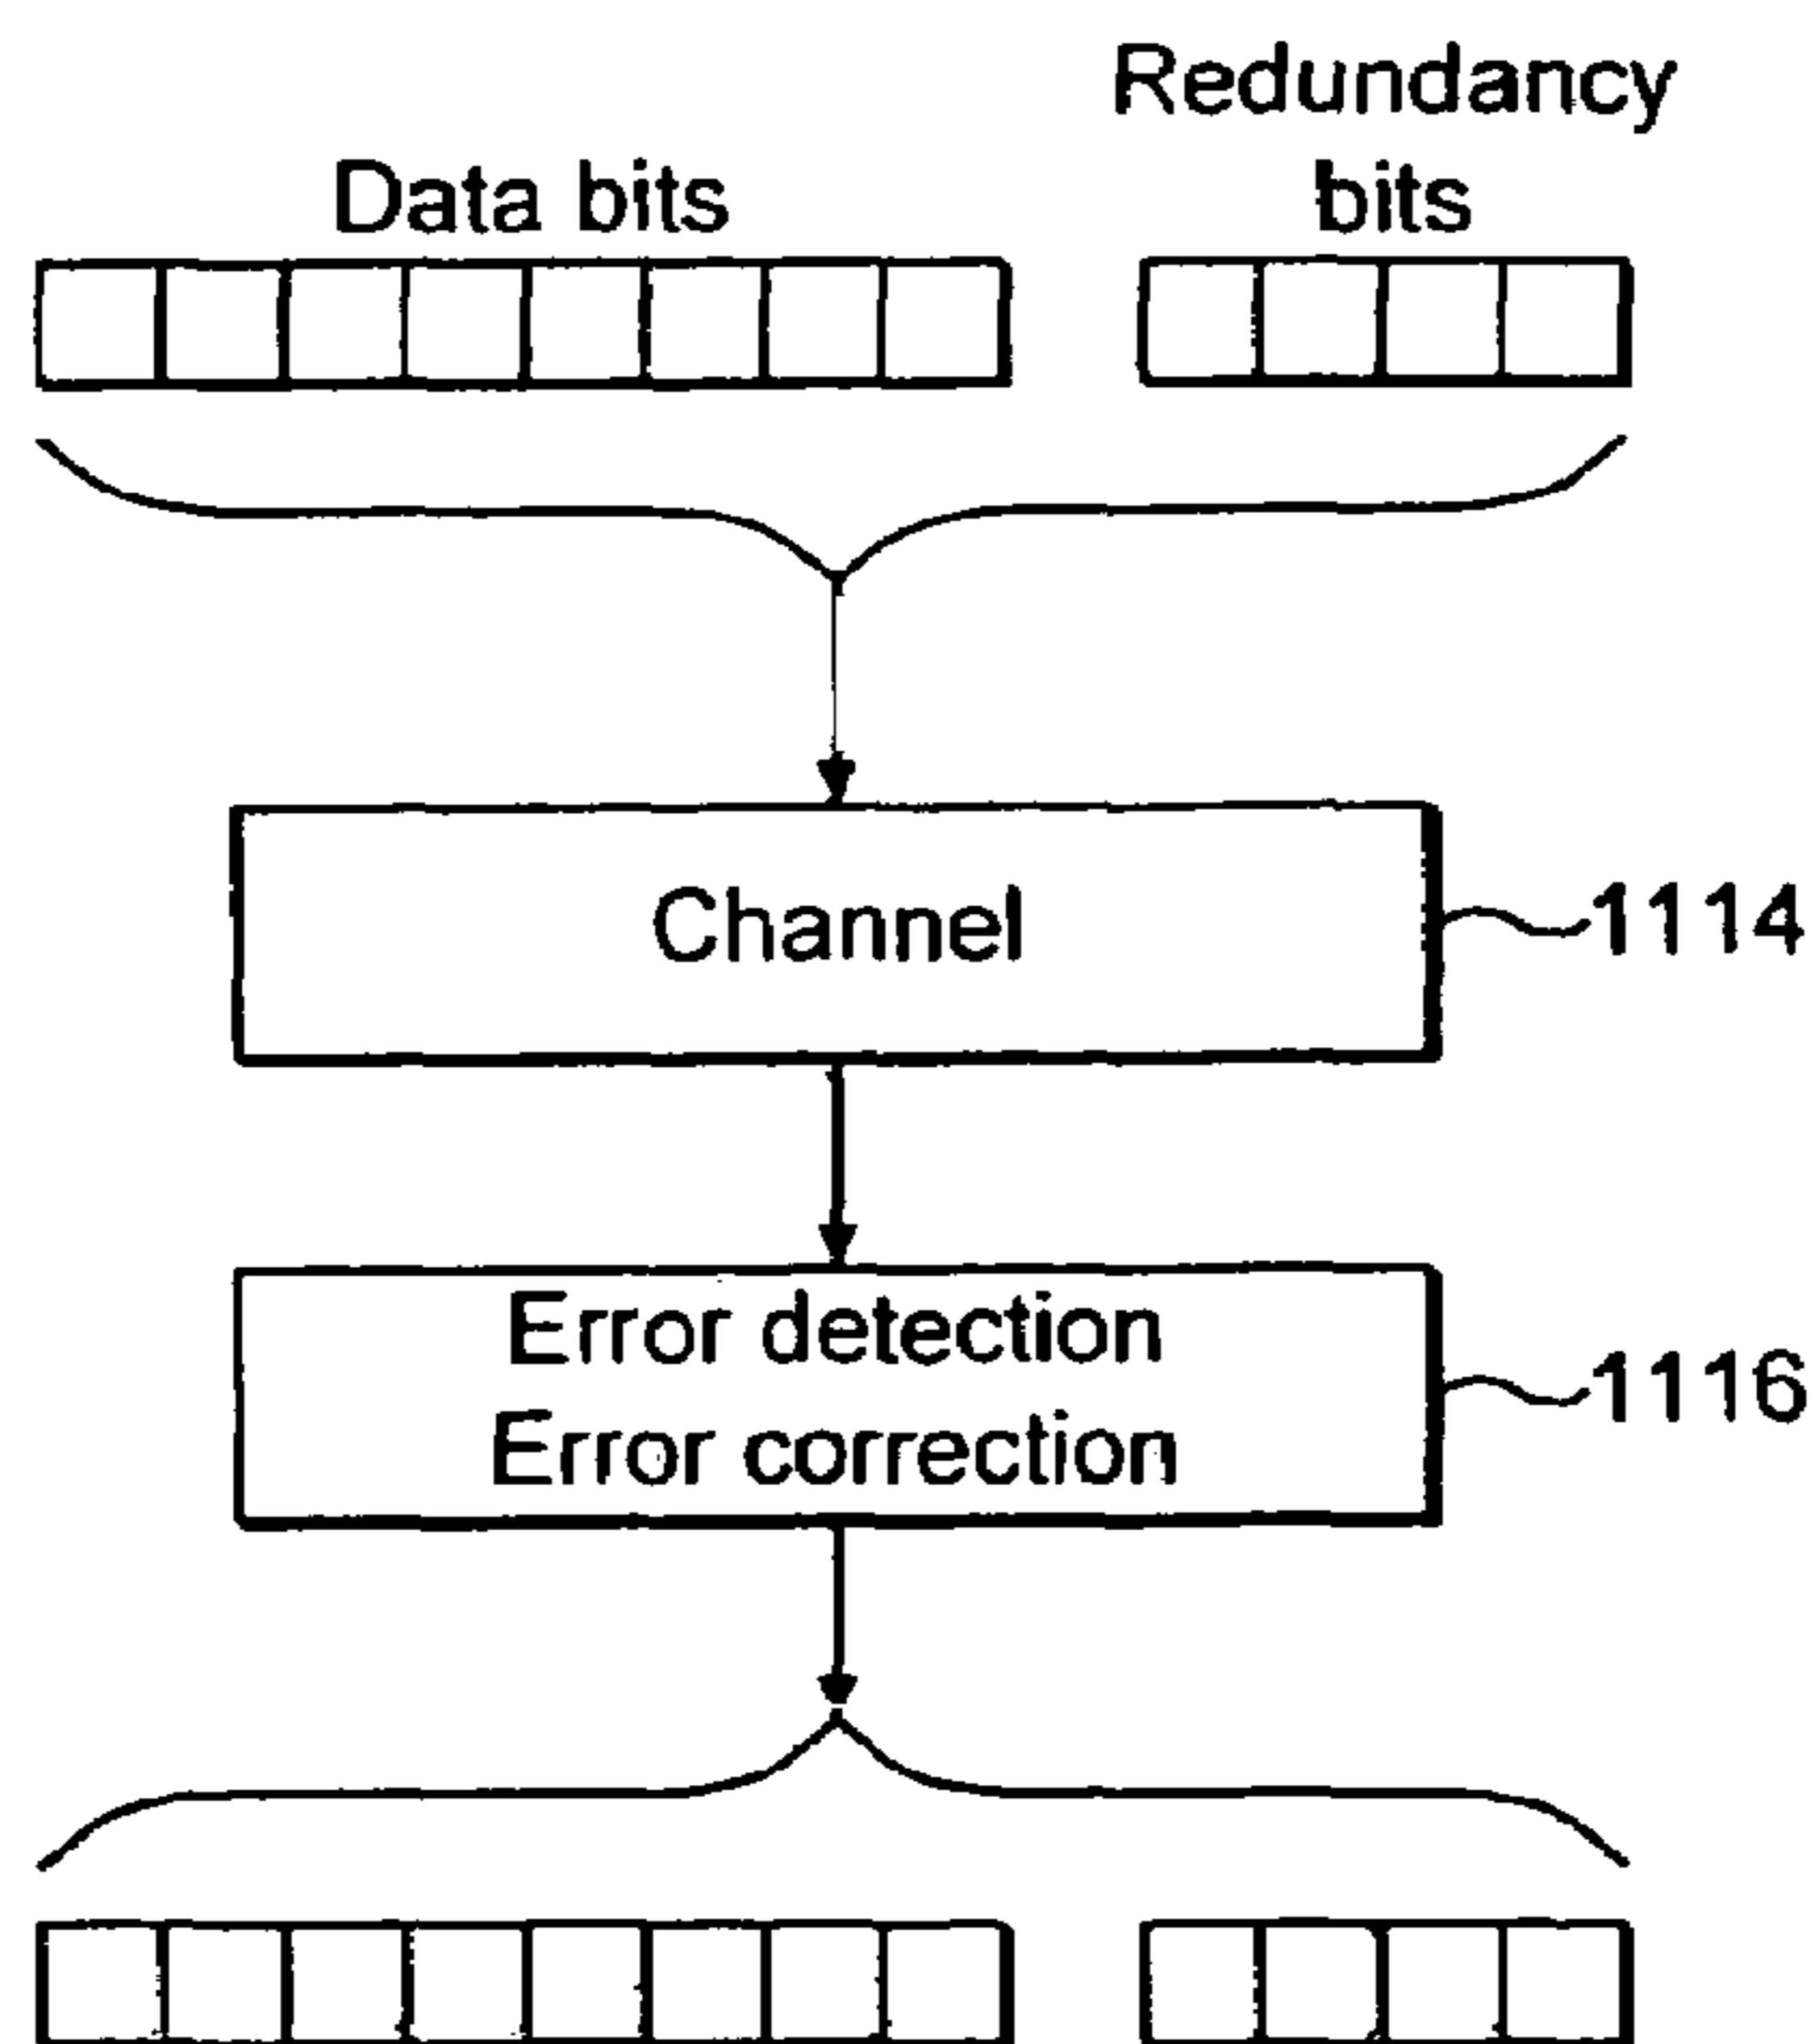 Redundancy
Data bits
bits
Channel
1114
Error detection
Error correction
1116